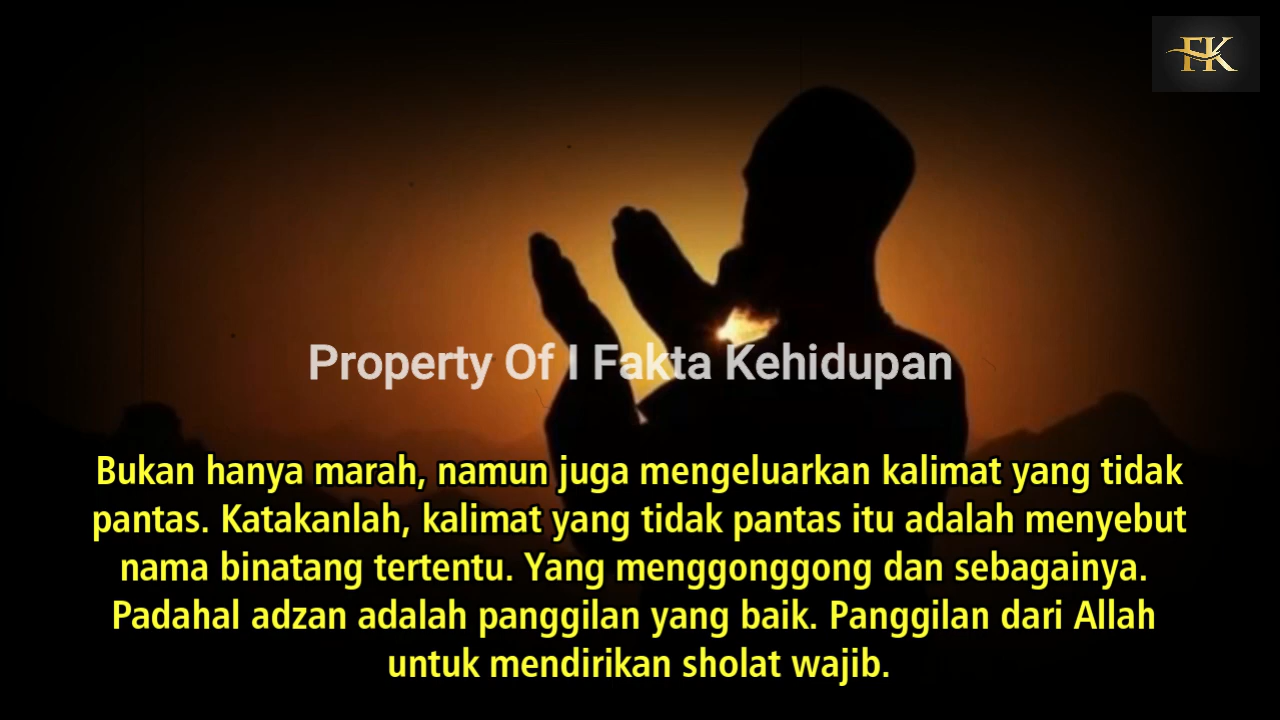 FK
Property Of I Fakta Kehidupan
Bukan hanya marah, namun juga mengeluarkan kalimat yang tidak
pantas. Katakanlah, kalimat yang tidak pantas itu adalah menyebut
nama binatang tertentu. Yang menggonggong dan sebagainya.
Padahal adzan adalah panggilan yang baik. Panggilan dari Allah
untuk mendirikan sholat wajib.